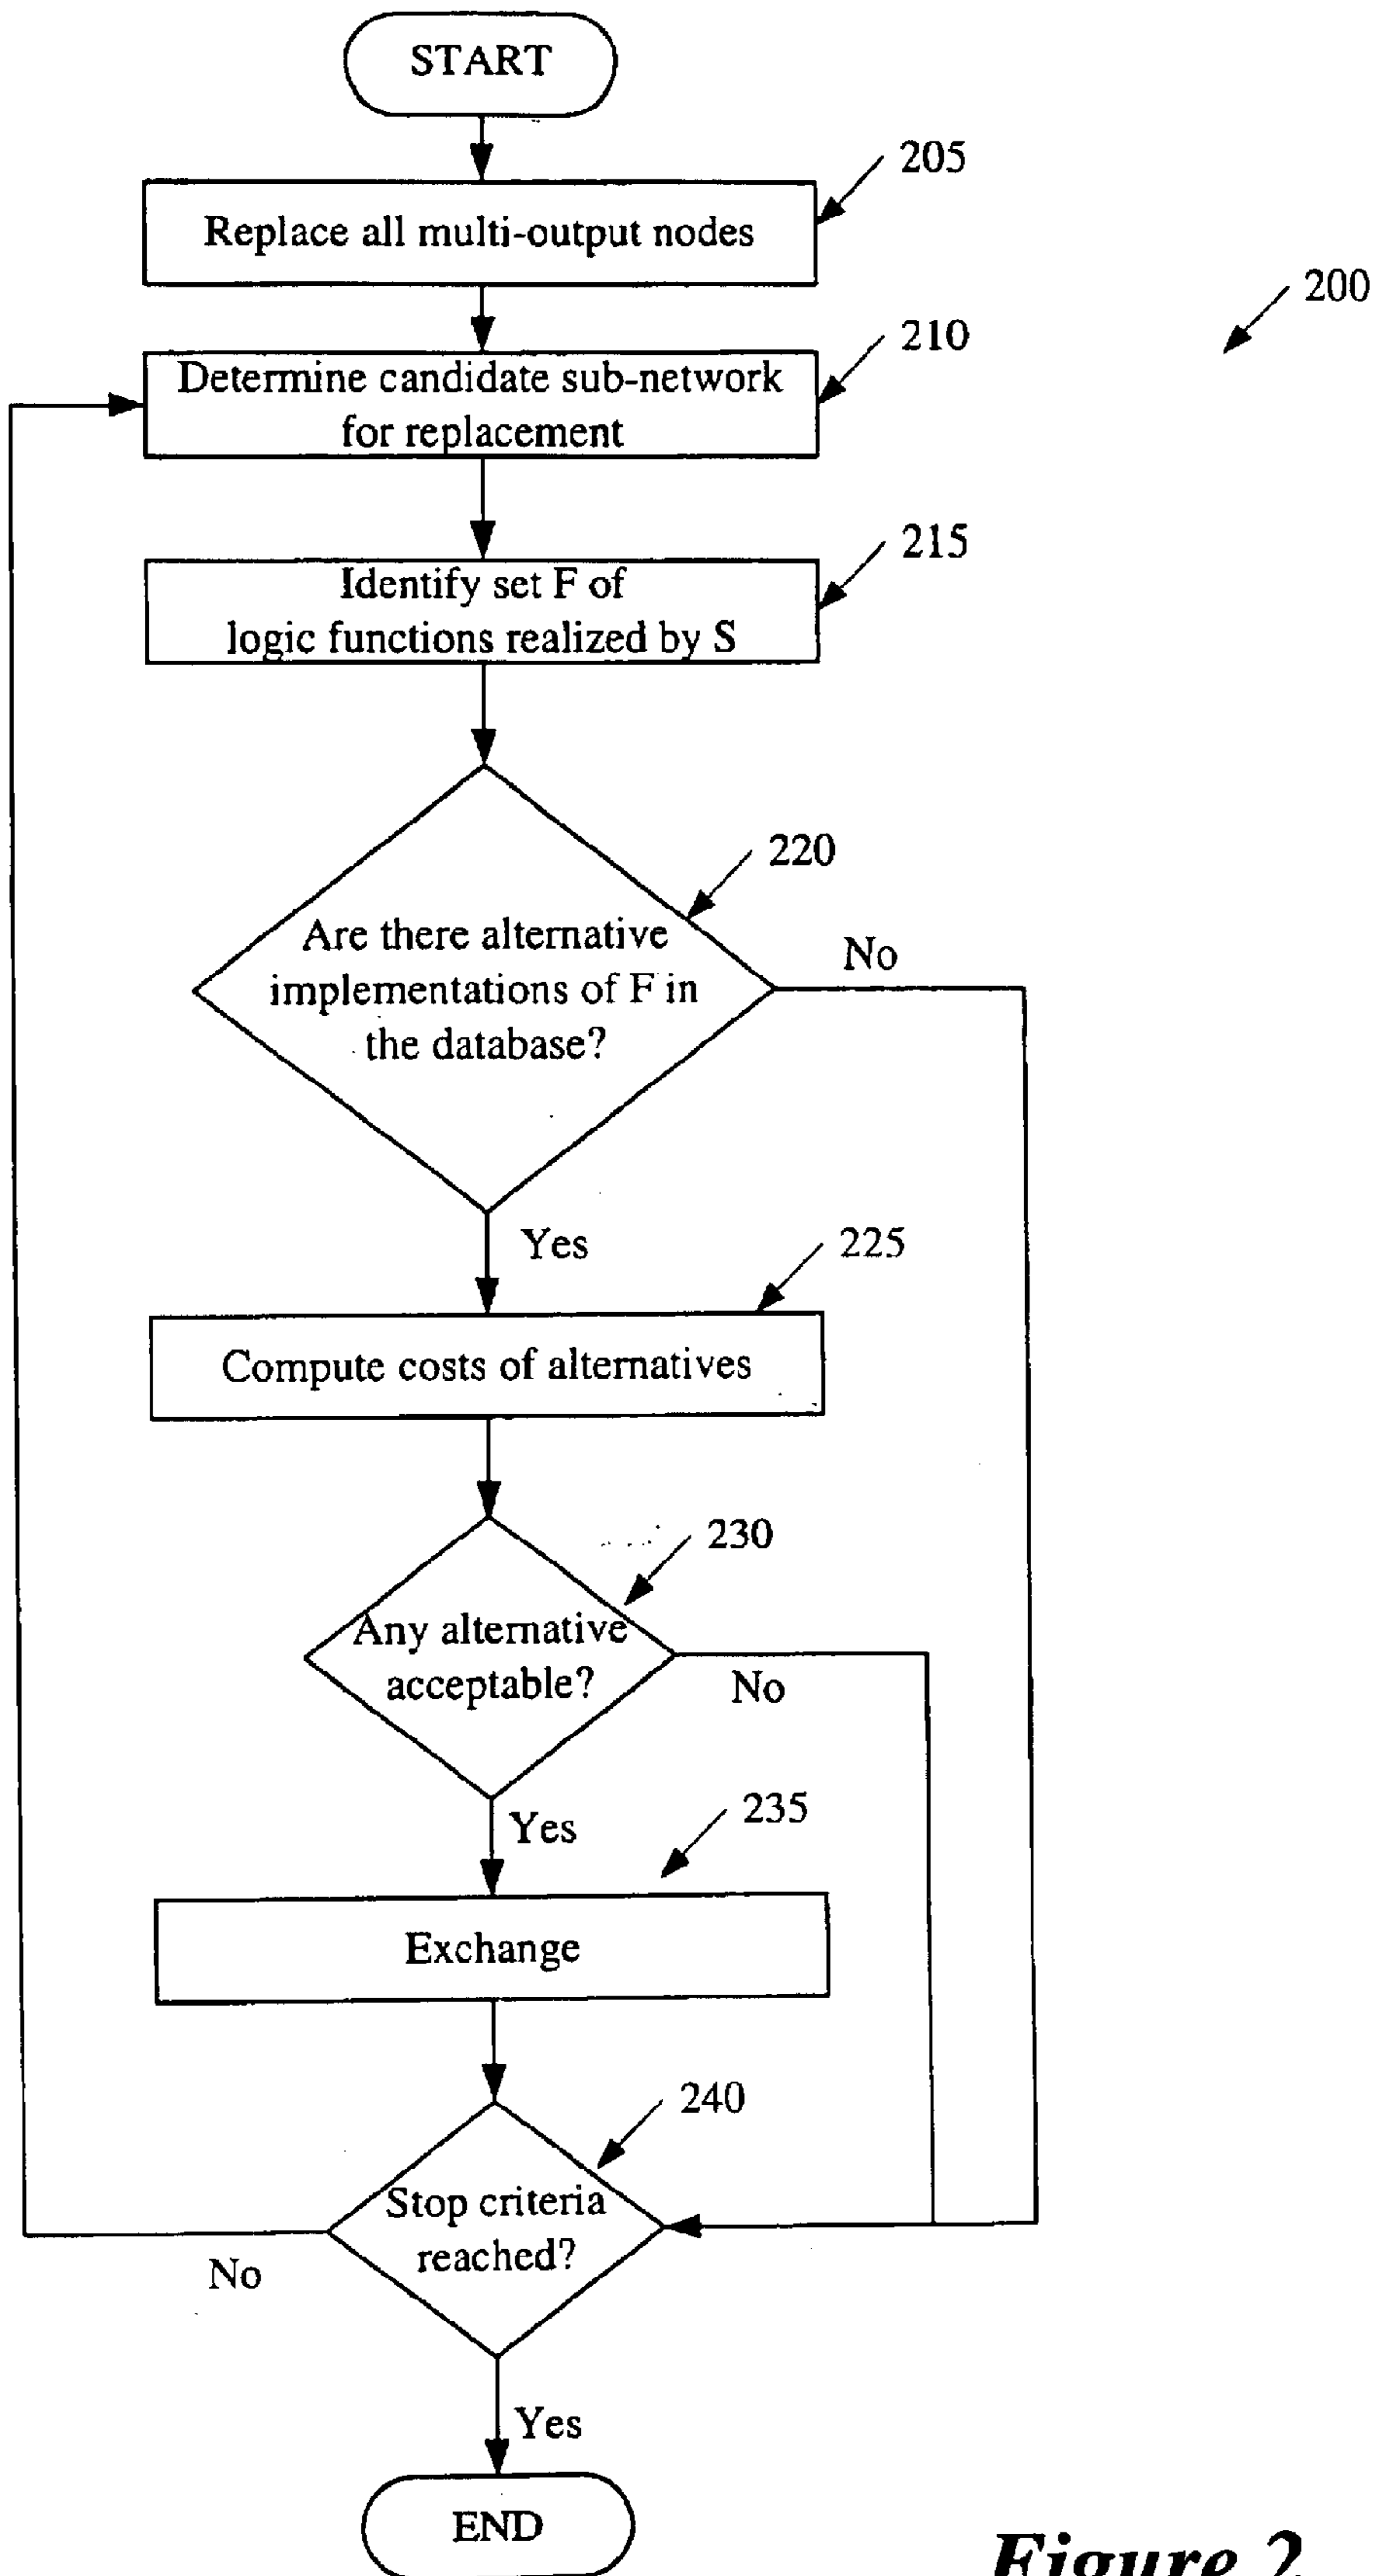 START
205
Replace all multi-output nodes
200
210
Determine candidate sub-network
for replacement
215
Identify set F of
logic functions realized by S
220
Are there alternative
implementations of F in
the database?
No
Yes
225
Compute costs of alternatives
230
Any alternative
acceptable?
No
Yes
235
Exchange
240
Stop criteria
reached?
No
Yes
END
Figure 2